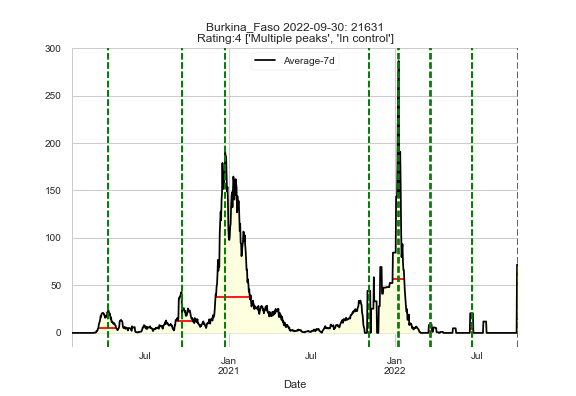 Burkina_Faso 2022-09-30: 21631
Rating:4 ['Multiple peaks', 'In control']
Average-7d
300
250
200
150
100
50
0
Jul
Jan
2021
Jul
Jan
2022
Jul
Date